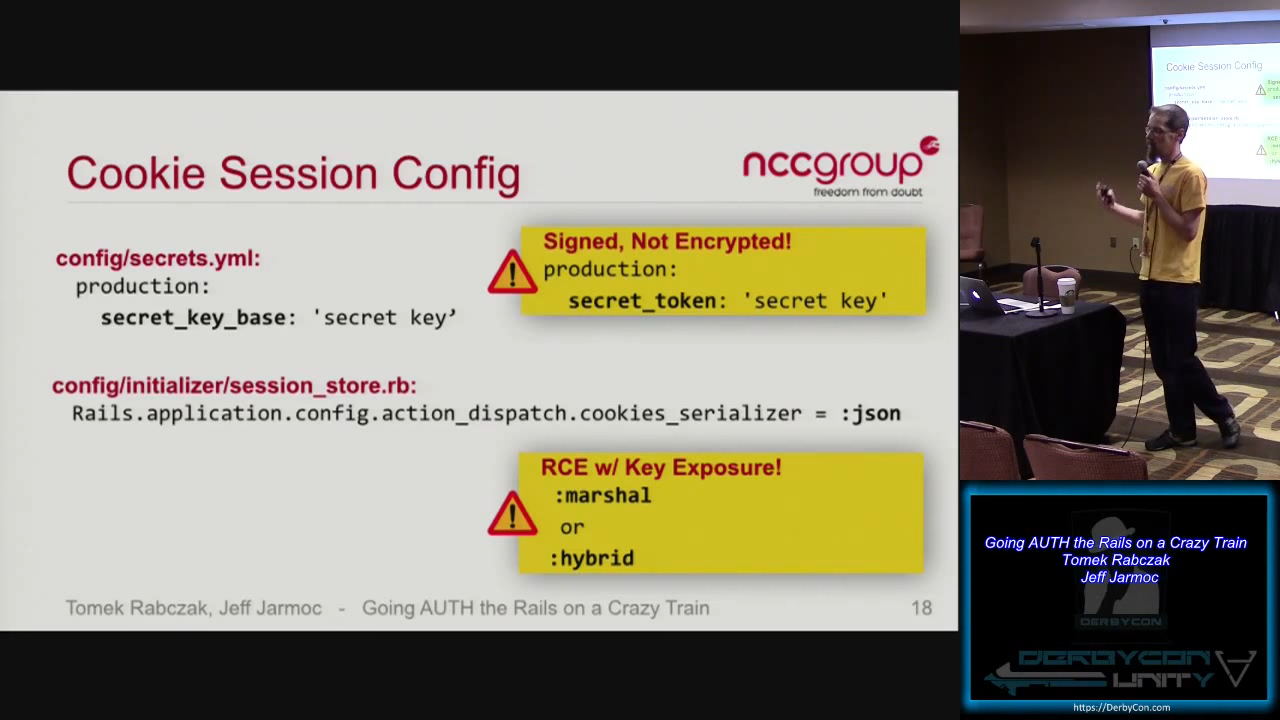 Cookie Session Config
nccgroup
freedom from doubt
config/secrets.yml:
production:
secret_key_base: 'secret key’
Signed, Not Encrypted!
production:
secret_token: 'secret key'
config/initializer/session_store.rb:
Rails.application.config.action_dispatch.cookies_serializer = :json
RCE w/ Key Exposure!
:marshal
or
:hybrid
Tomek Rabczak, Jeff Jarmoc - Going AUTH the Rails on a Crazy Train 18
Cookie Session Config
Going AUTH the Rails on a Crazy Train
Tomek Rabczak
Jeff Jarmoc
DERBYCON
DERBYCON
UNITY
https://DerbyCon.com